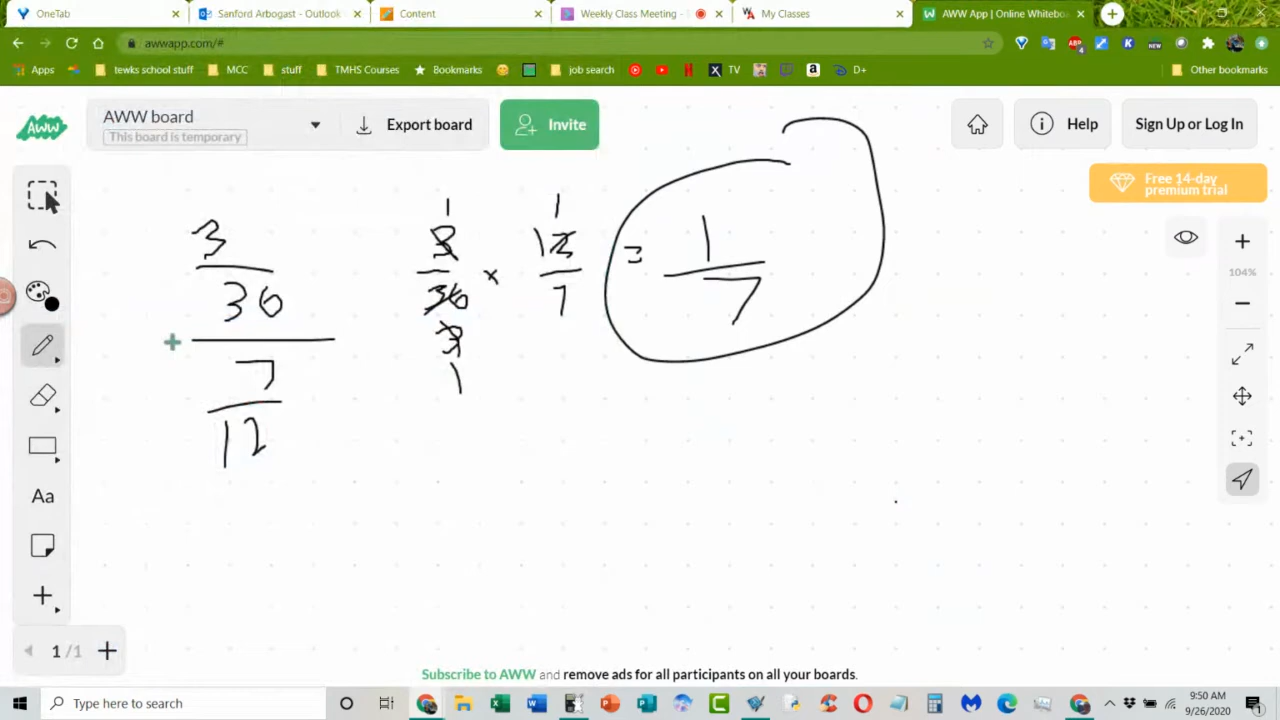 OneTab
Sanford Arbogast - Outlook
Content
Weekly Class Meeting -
My Classes
AWW App | Online Whitebo
awwapp.com/#
Apps
tewks school stuff
MCC
stuff
TMHS Courses
Bookmarks
job search
TV
D+
Other bookmarks
AWW
AWW board
This board is temporary
Export board
Invite
Help
Sign Up or Log In
Free 14-day
premium trial
104%
Aa
3
36
7
12
1
3
36
3
1
×
1
12
7
=
1
7
1 /1
Subscribe to AWW and remove ads for all participants on all your boards.
Type here to search
9:50 AM
9/26/2020